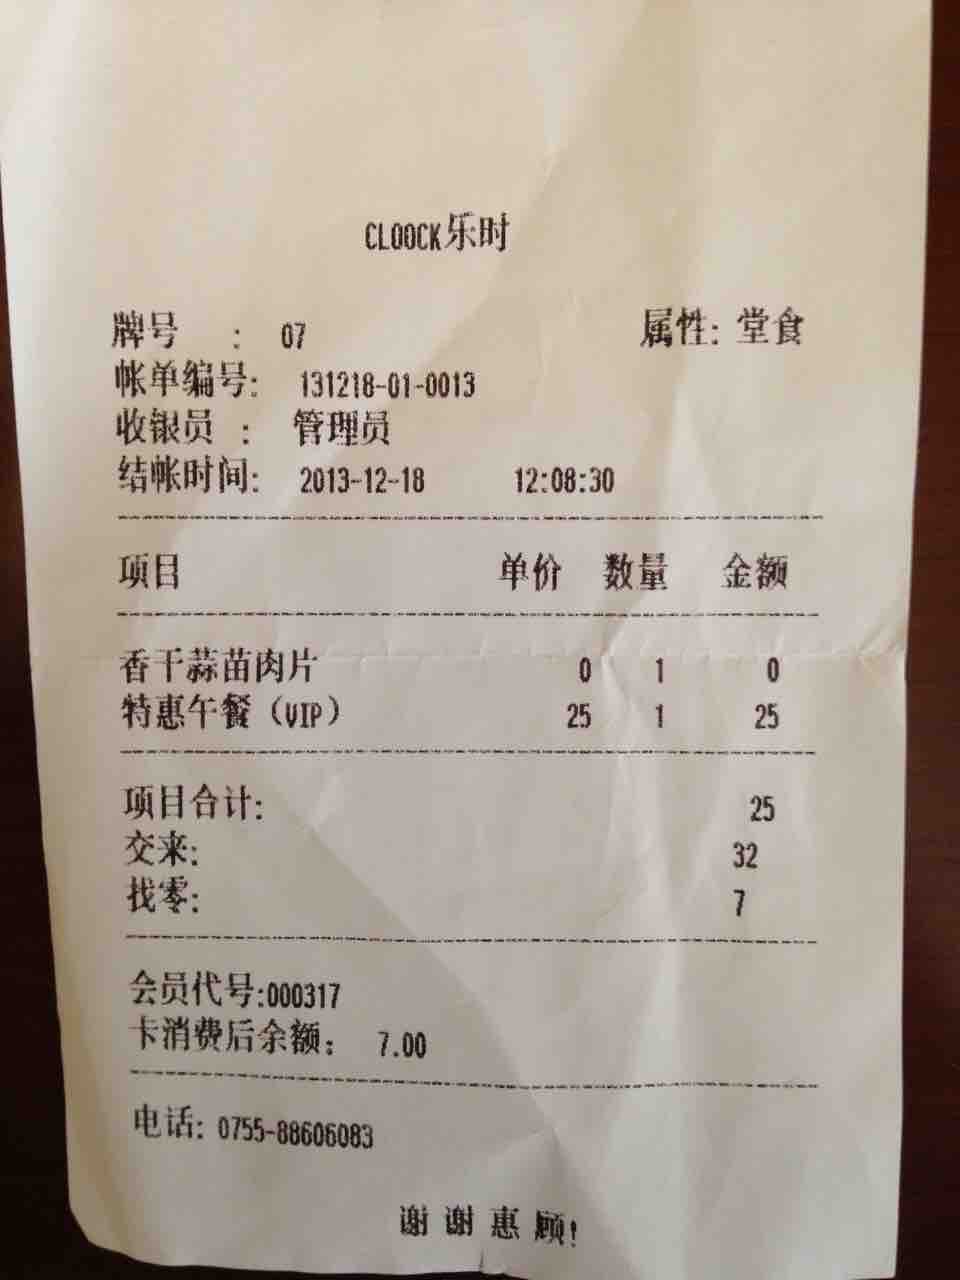 CLOOCK乐时
牌号 : 07 属性: 堂食
帐单编号: 131218-01-0013
收银员 : 管理员
结帐时间: 2013-12-18 12:08:30
项目 单价 数量 金额
香干蒜苗肉片 0 1 0
特惠午餐(VIP) 25 1 25
项目合计: 25
交来: 32
找零: 7
会员代号:000317
卡消费后余额: 7.00
电话: 0755-88606083
谢谢惠顾!